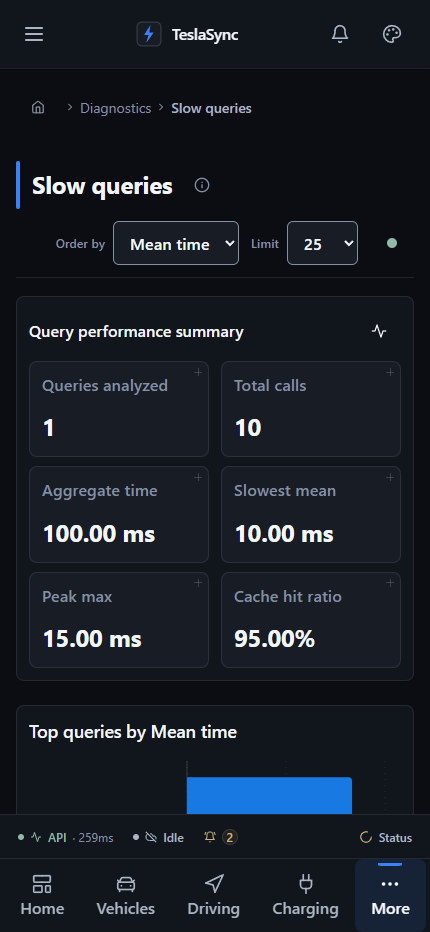 TeslaSync
Diagnostics
Slow queries
Slow queries
Order by Mean time Limit 25
Query performance summary
Queries analyzed
1
Total calls
10
Aggregate time
100.00 ms
Slowest mean
10.00 ms
Peak max
15.00 ms
Cache hit ratio
95.00%
Top queries by Mean time
API · 259ms Idle 2 Status
Home Vehicles Driving Charging More